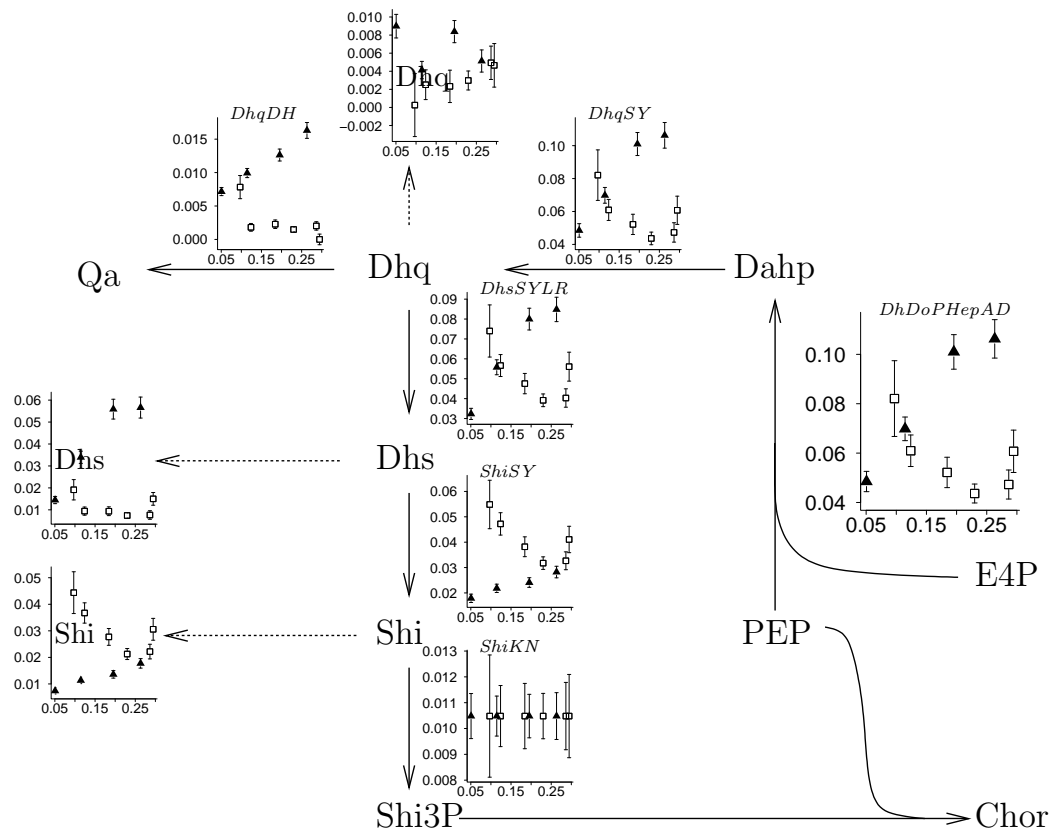 0.010
0.008
0.006
0.004
0.002
0.000
−0.002
0.05 0.15 0.25
Dhq
DhqDH
0.015
0.010
0.005
0.000
0.05 0.15 0.25
DhqSY
0.10
0.08
0.06
0.04
0.05 0.15 0.25
Qa
Dhq
Dahp
DhsSYLR
0.09
0.08
0.07
0.06
0.05
0.04
0.03
0.05 0.15 0.25
DhDoPHepAD
0.10
0.08
0.06
0.04
0.05 0.15 0.25
0.06
0.05
0.04
0.03
0.02
0.01
0.05 0.15 0.25
Dhs
Dhs
ShiSY
0.06
0.05
0.04
0.03
0.02
0.05 0.15 0.25
E4P
0.05
0.04
0.03
0.02
0.01
0.05 0.15 0.25
Shi
Shi
PEP
ShiKN
0.013
0.012
0.011
0.010
0.009
0.008
0.05 0.15 0.25
Shi3P
Chor